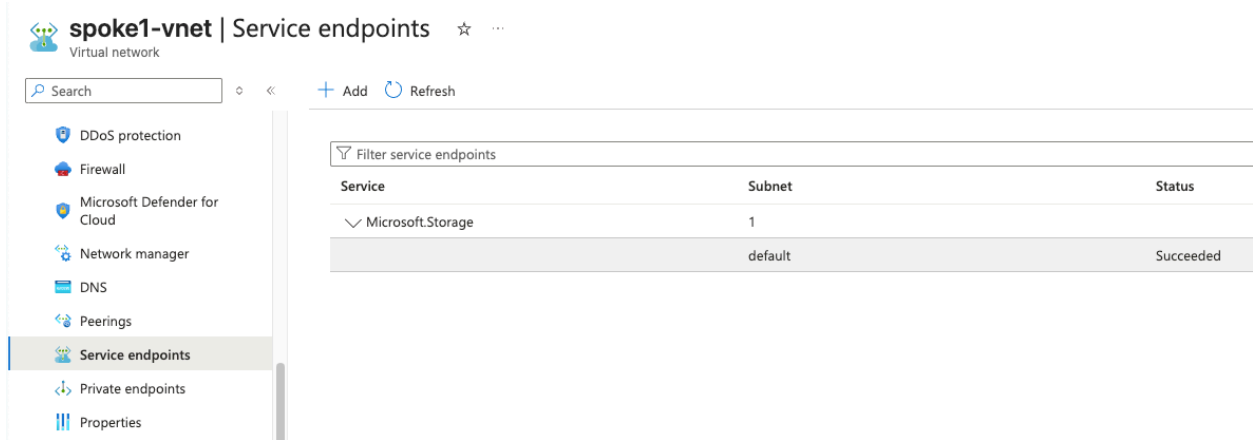 spoke1-vnet | Service endpoints
Virtual network
Search
Add Refresh
DDoS protection
Firewall
Microsoft Defender for
Cloud
Network manager
DNS
Peerings
Service endpoints
Private endpoints
Properties
Filter service endpoints
Service Subnet Status
Microsoft.Storage 1
default Succeeded